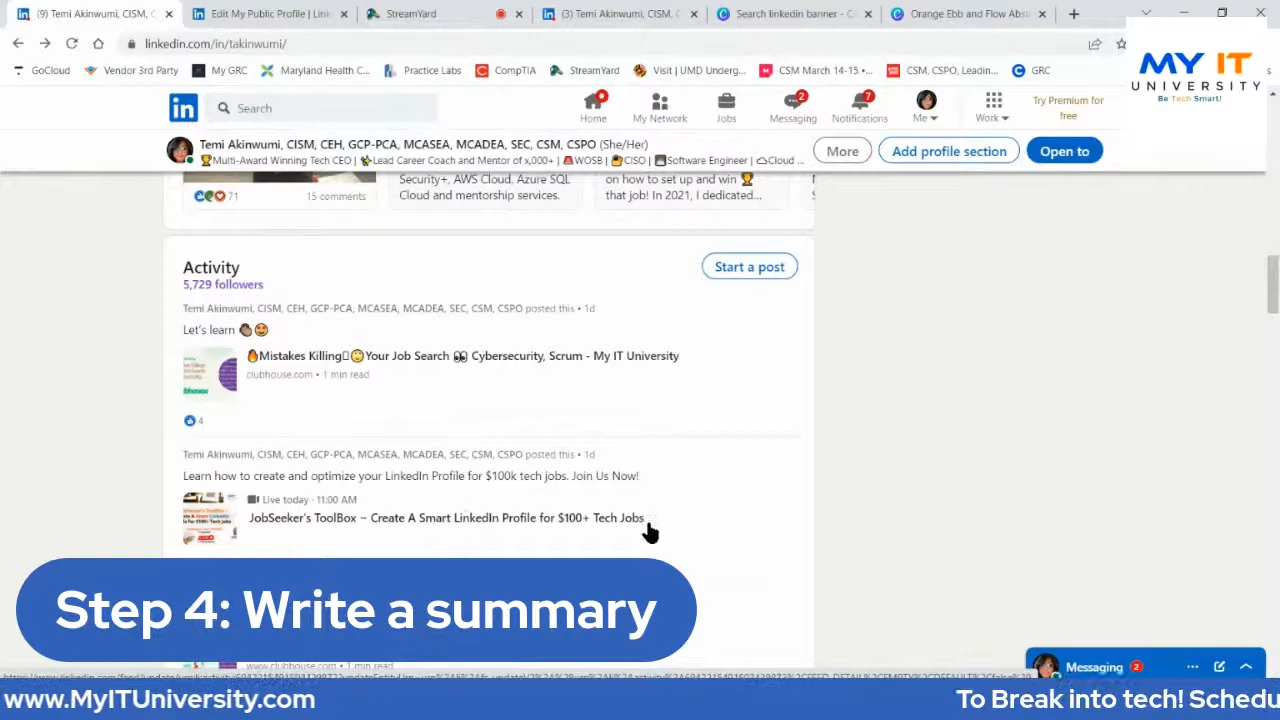 (9) Temi Akinwumi, CISM, C
Edit My Public Profile | Link
StreamYard
(3) Temi Akinwumi, CISM, C
Search linkedin banner - Ca
Orange Ebb and Flow Abs
linkedin.com/in/takinwumi/
GoCloud
Vendor 3rd Party
My GRC
Maryland Health C...
Practice Labs
CompTIA
StreamYard
Visit | UMD Underg...
CSM March 14-15 •...
CSM, CSPO, Leadin...
GRC
MY IT
UNIVERSITY
Be Tech Smart!
in
Search
Home
My Network
Jobs
2
Messaging
7
Notifications
Me
Work
Try Premium for
free
Temi Akinwumi, CISM, CEH, GCP-PCA, MCASEA, MCADEA, SEC, CSM, CSPO (She/Her)
🏆Multi-Award Winning Tech CEO | Lead Career Coach and Mentor of x,000+ | WOSB | CISO | Software Engineer | Cloud ...
More
Add profile section
Open to
Security+, AWS Cloud, Azure SQL
Cloud and mentorship services.
on how to set up and win 🏆
that job! In 2021, I dedicated...
71
15 comments
Activity
5,729 followers
Start a post
Temi Akinwumi, CISM, CEH, GCP-PCA, MCASEA, MCADEA, SEC, CSM, CSPO posted this • 1d
Let's learn
🔥Mistakes Killing Your Job Search 👀 Cybersecurity, Scrum - My IT University
clubhouse.com • 1 min read
4
Temi Akinwumi, CISM, CEH, GCP-PCA, MCASEA, MCADEA, SEC, CSM, CSPO posted this • 1d
Learn how to create and optimize your LinkedIn Profile for $100k tech jobs. Join Us Now!
Live today · 11:00 AM
JobSeeker's ToolBox ~ Create A Smart LinkedIn Profile for $100+ Tech Jobs
Step 4: Write a summary
www.clubhouse.com • 1 min read
Messaging 2
www.MyITUniversity.com
To Break into tech! Schedu